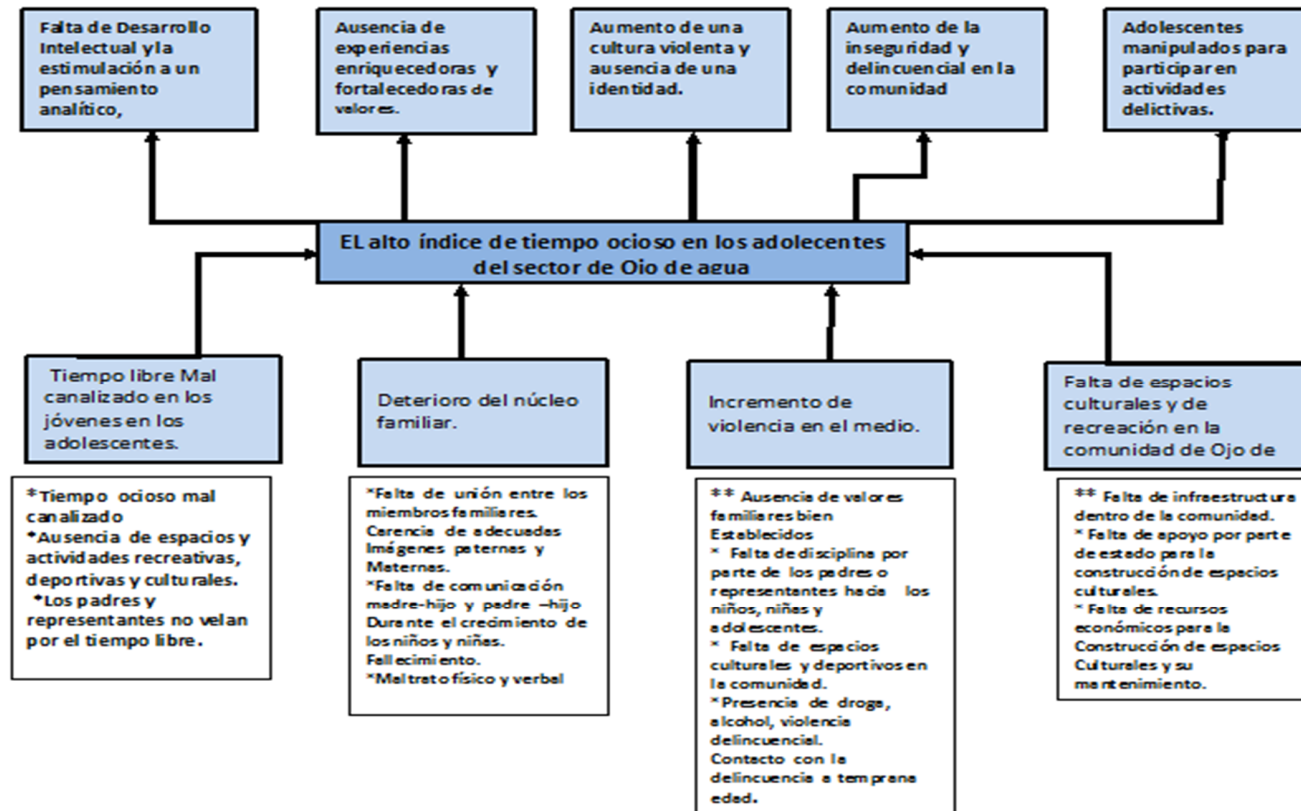 Falta de Desarrollo
Intelectual y la
estimulación a un
pensamiento
analítico,
Ausencia de
experiencias
enriquecedoras y
fortalecedoras de
valores.
Aumento de una
cultura violenta y
ausencia de una
identidad.
Aumento de la
inseguridad y
delincuencial en la
comunidad
Adolescentes
manipulados para
participar en
actividades
delictivas.
EL alto índice de tiempo ocioso en los adolecentes
del sector de Ojo de agua
Tiempo libre Mal
canalizado en los
jóvenes en los
adolescentes.
Deterioro del núcleo
familiar.
Incremento de
violencia en el medio.
Falta de espacios
culturales y de
recreación en la
comunidad de Ojo de
*Tiempo ocioso mal
canalizado
*Ausencia de espacios y
actividades recreativas,
deportivas y culturales.
*Los padres y
representantes no velan
por el tiempo libre.
*Falta de unión entre los
miembros familiares.
Carencia de adecuadas
Imágenes paternas y
Maternas.
*Falta de comunicación
madre-hijo y padre –hijo
Durante el crecimiento de
los niños y niñas.
Fallecimiento.
*Maltrato físico y verbal
** Ausencia de valores
familiares bien
Establecidos
* Falta de disciplina por
parte de los padres o
representantes hacia los
niños, niñas y
adolescentes.
* Falta de espacios
culturales y deportivos en
la comunidad.
*Presencia de droga,
alcohol, violencia
delincuencial.
Contacto con la
delincuencia a temprana
edad.
** Falta de infraestructura
dentro de la comunidad.
* Falta de apoyo por parte
de estado para la
construcción de espacios
culturales.
* Falta de recursos
económicos para la
Construcción de espacios
Culturales y su
mantenimiento.